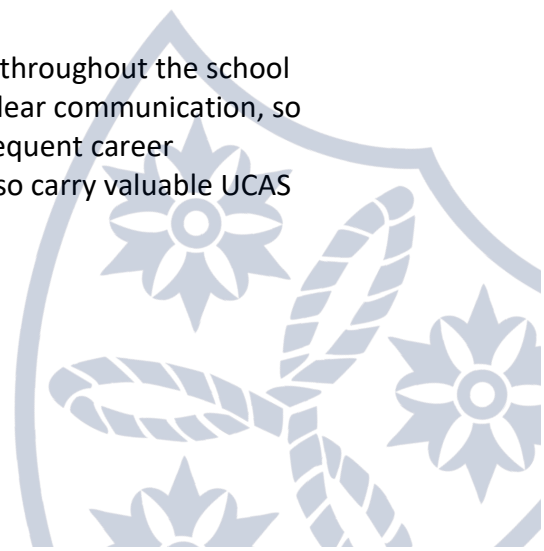 throughout the school
lear communication, so
equent career
so carry valuable UCAS